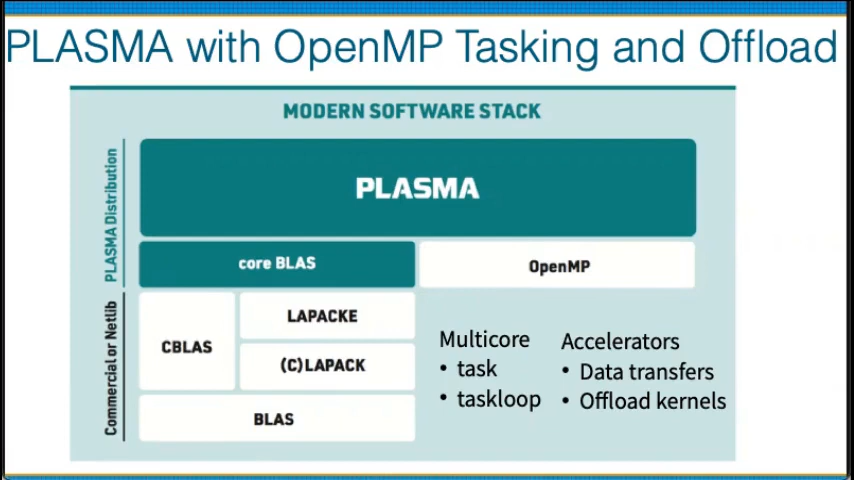 PLASMA with OpenMP Tasking and Offload
MODERN SOFTWARE STACK
PLASMA Distribution
PLASMA
core BLAS
OpenMP
Commercial or Netlib
CBLAS
LAPACKE
(C)LAPACK
BLAS
Multicore
• task
• taskloop
Accelerators
• Data transfers
• Offload kernels